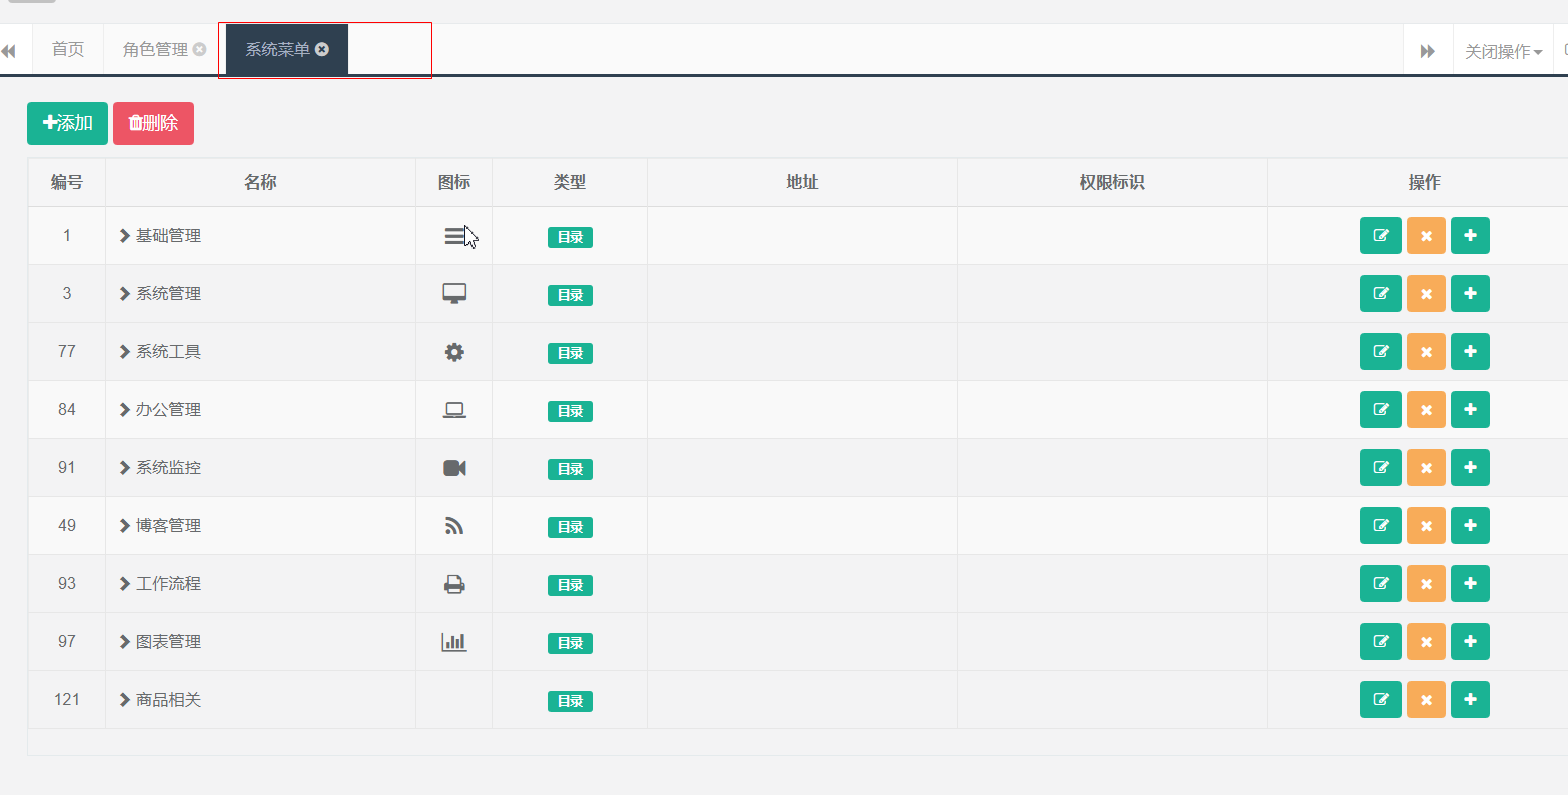 首页 角色管理 系统菜单 关闭操作
添加 删除
编号 名称 图标 类型 地址 权限标识 操作
1 基础管理 目录
3 系统管理 目录
77 系统工具 目录
84 办公管理 目录
91 系统监控 目录
49 博客管理 目录
93 工作流程 目录
97 图表管理 目录
121 商品相关 目录